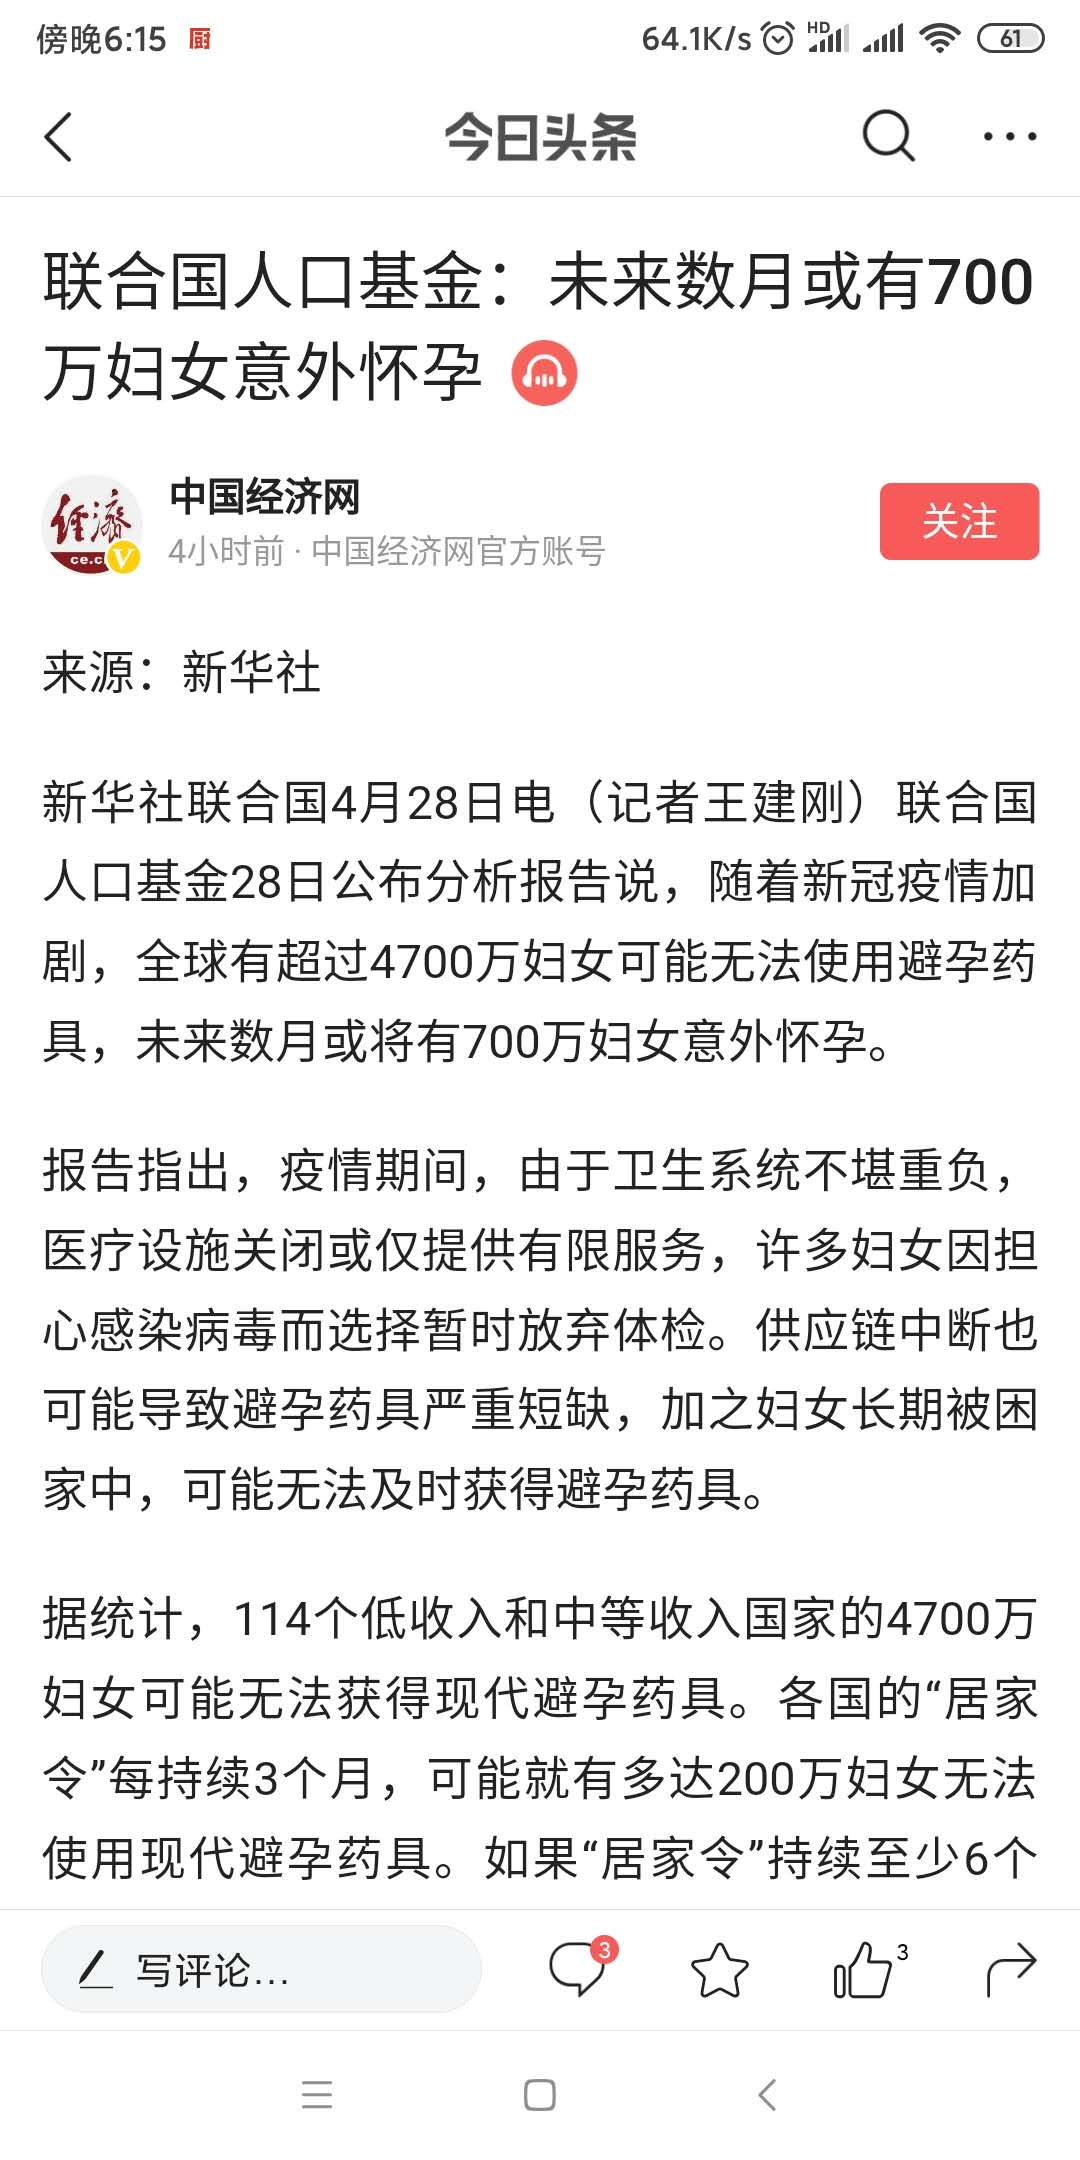 傍晚6:15 厨 64.1K/s HD 61
今日头条
联合国人口基金：未来数月或有700
万妇女意外怀孕
中国经济网
4小时前 · 中国经济网官方账号
关注
经济
ce.c
V
来源：新华社
新华社联合国4月28日电（记者王建刚）联合国
人口基金28日公布分析报告说，随着新冠疫情加
剧，全球有超过4700万妇女可能无法使用避孕药
具，未来数月或将有700万妇女意外怀孕。
报告指出，疫情期间，由于卫生系统不堪重负，
医疗设施关闭或仅提供有限服务，许多妇女因担
心感染病毒而选择暂时放弃体检。供应链中断也
可能导致避孕药具严重短缺，加之妇女长期被困
家中，可能无法及时获得避孕药具。
据统计，114个低收入和中等收入国家的4700万
妇女可能无法获得现代避孕药具。各国的“居家
令”每持续3个月，可能就有多达200万妇女无法
使用现代避孕药具。如果“居家令”持续至少6个
写评论... 3 3